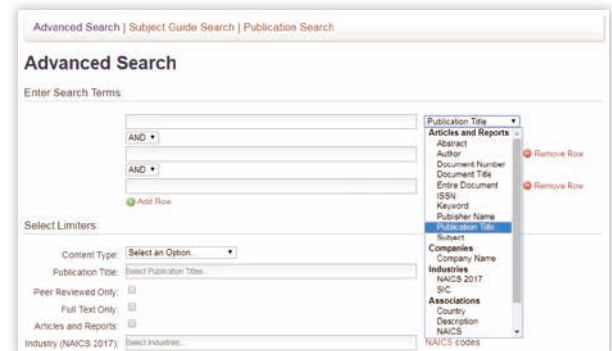 Advanced Search | Subject Guide Search | Publication Search
Advanced Search
Enter Search Terms:
Publication Title
AND
AND
Articles and Reports
Abstract
Author
Document Number
Document Title
Entire Document
ISSN
Keyword
Publisher Name
Publication Title
Subject
Companies
Company Name
Industries
NAICS 2017
SIC
Associations
Country
Description
NAICS
Remove Row
Remove Row
Add Row
Select Limiters:
Content Type: Select an Option...
Publication Title: Select Publication Titles...
Peer Reviewed Only:
Full Text Only:
Articles and Reports:
Industry (NAICS 2017): Select Industries...
NAICS codes